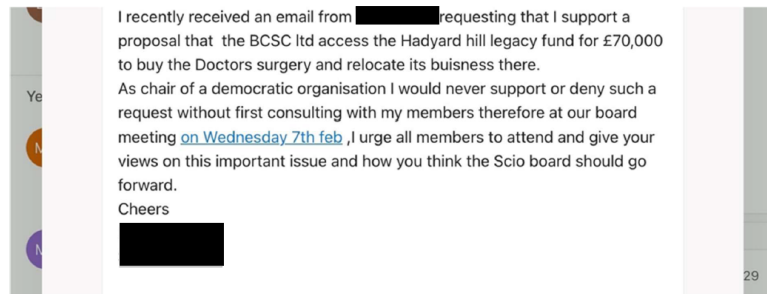 I recently received an email from requesting that I support a
proposal that the BCSC ltd access the Hadyard hill legacy fund for £70,000
to buy the Doctors surgery and relocate its buisness there.
As chair of a democratic organisation I would never support or deny such a
request without first consulting with my members therefore at our board
meeting on Wednesday 7th feb ,I urge all members to attend and give your
views on this important issue and how you think the Scio board should go
forward.
Cheers
Ye
M
29